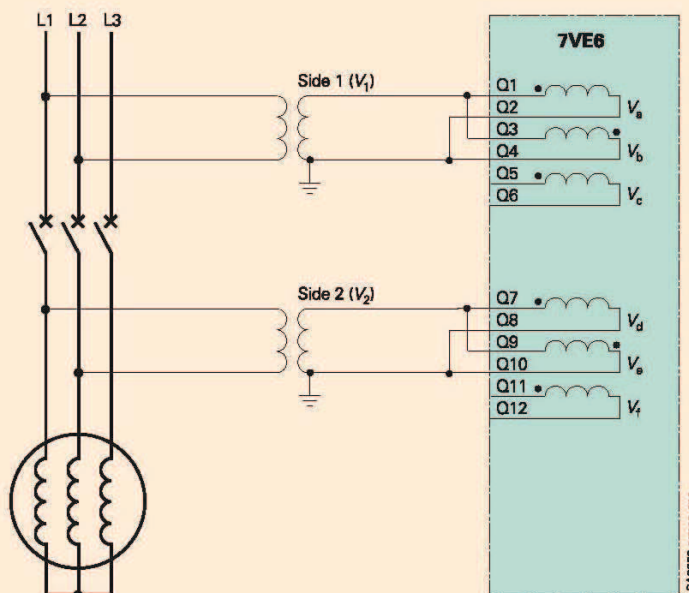 L1 L2 L3
7VE6
Side 1 (V1)
Q1
Q2
Va
Q3
Q4
Vb
Q5
Q6
Vc
Side 2 (V2)
Q7
Q8
Vd
Q9
Q10
Ve
Q11
Q12
Vf